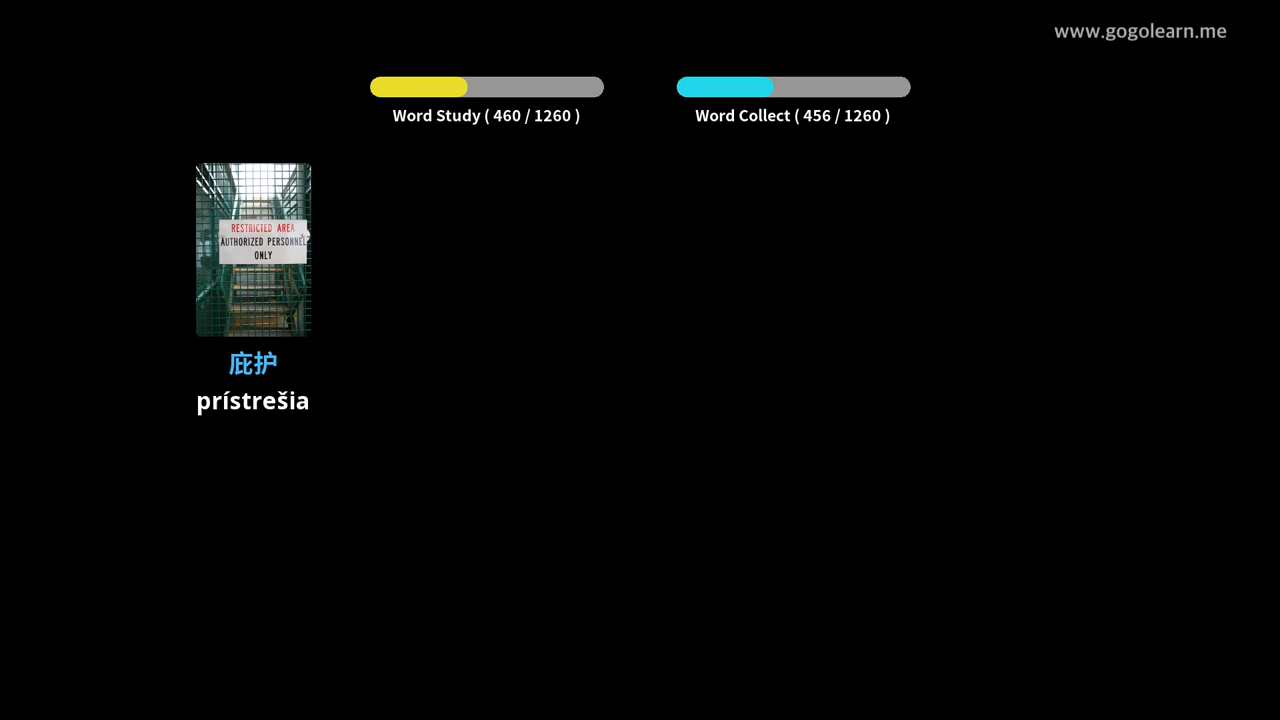 www.gogolearn.me
Word Study ( 460 / 1260 )
Word Collect ( 456 / 1260 )
RESTRICTED AREA
AUTHORIZED PERSONNEL
ONLY
庇护
prístrešia